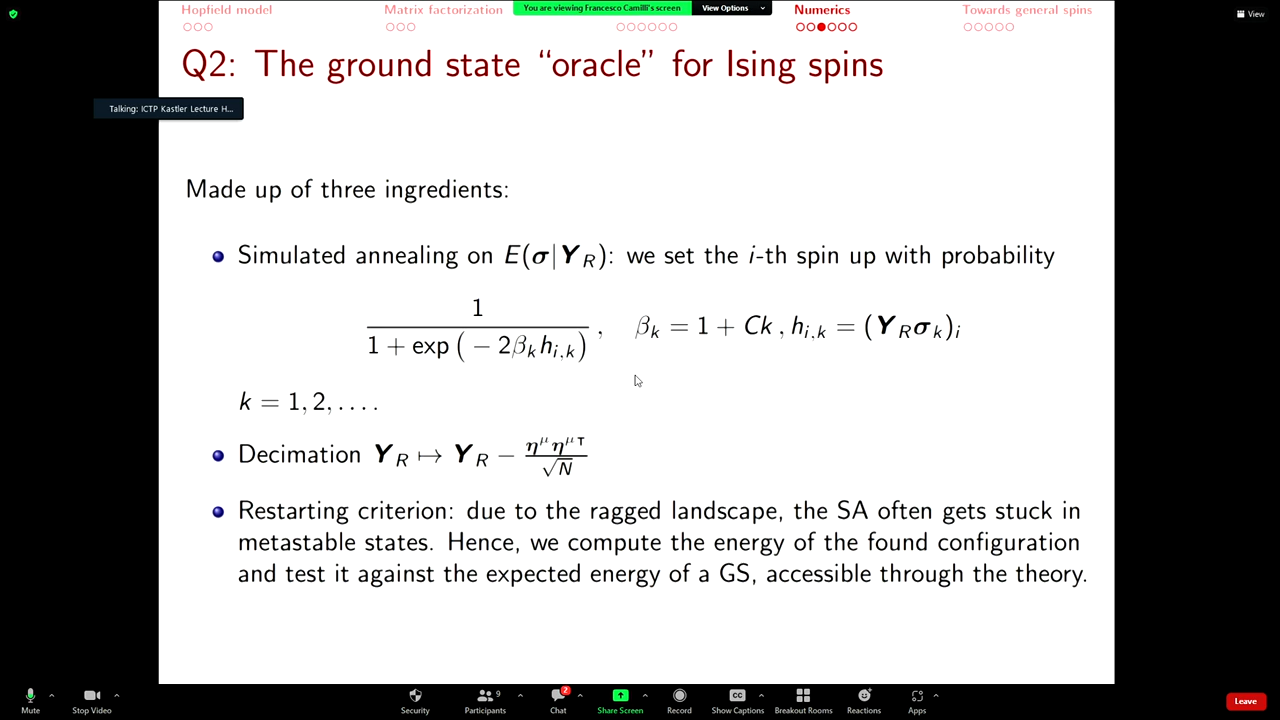 Hopfield model Matrix factorization You are viewing Francesco Camilli's screen View Options Numerics Towards general spins View
Q2: The ground state “oracle” for Ising spins
Talking: ICTP Kastler Lecture H...
Made up of three ingredients:
Simulated annealing on E(σ|Y_R): we set the i-th spin up with probability
1 / (1 + exp(− 2β_k h_{i,k})) , β_k = 1 + Ck , h_{i,k} = (Y_R σ_k)_i
k = 1, 2, . . . .
Decimation Y_R ↦ Y_R − η^μ η^{μ⊤} / √N
Restarting criterion: due to the ragged landscape, the SA often gets stuck in
metastable states. Hence, we compute the energy of the found configuration
and test it against the expected energy of a GS, accessible through the theory.
Mute Stop Video Security Participants 9 Chat 2 Share Screen Record Show Captions Breakout Rooms Reactions Apps Leave